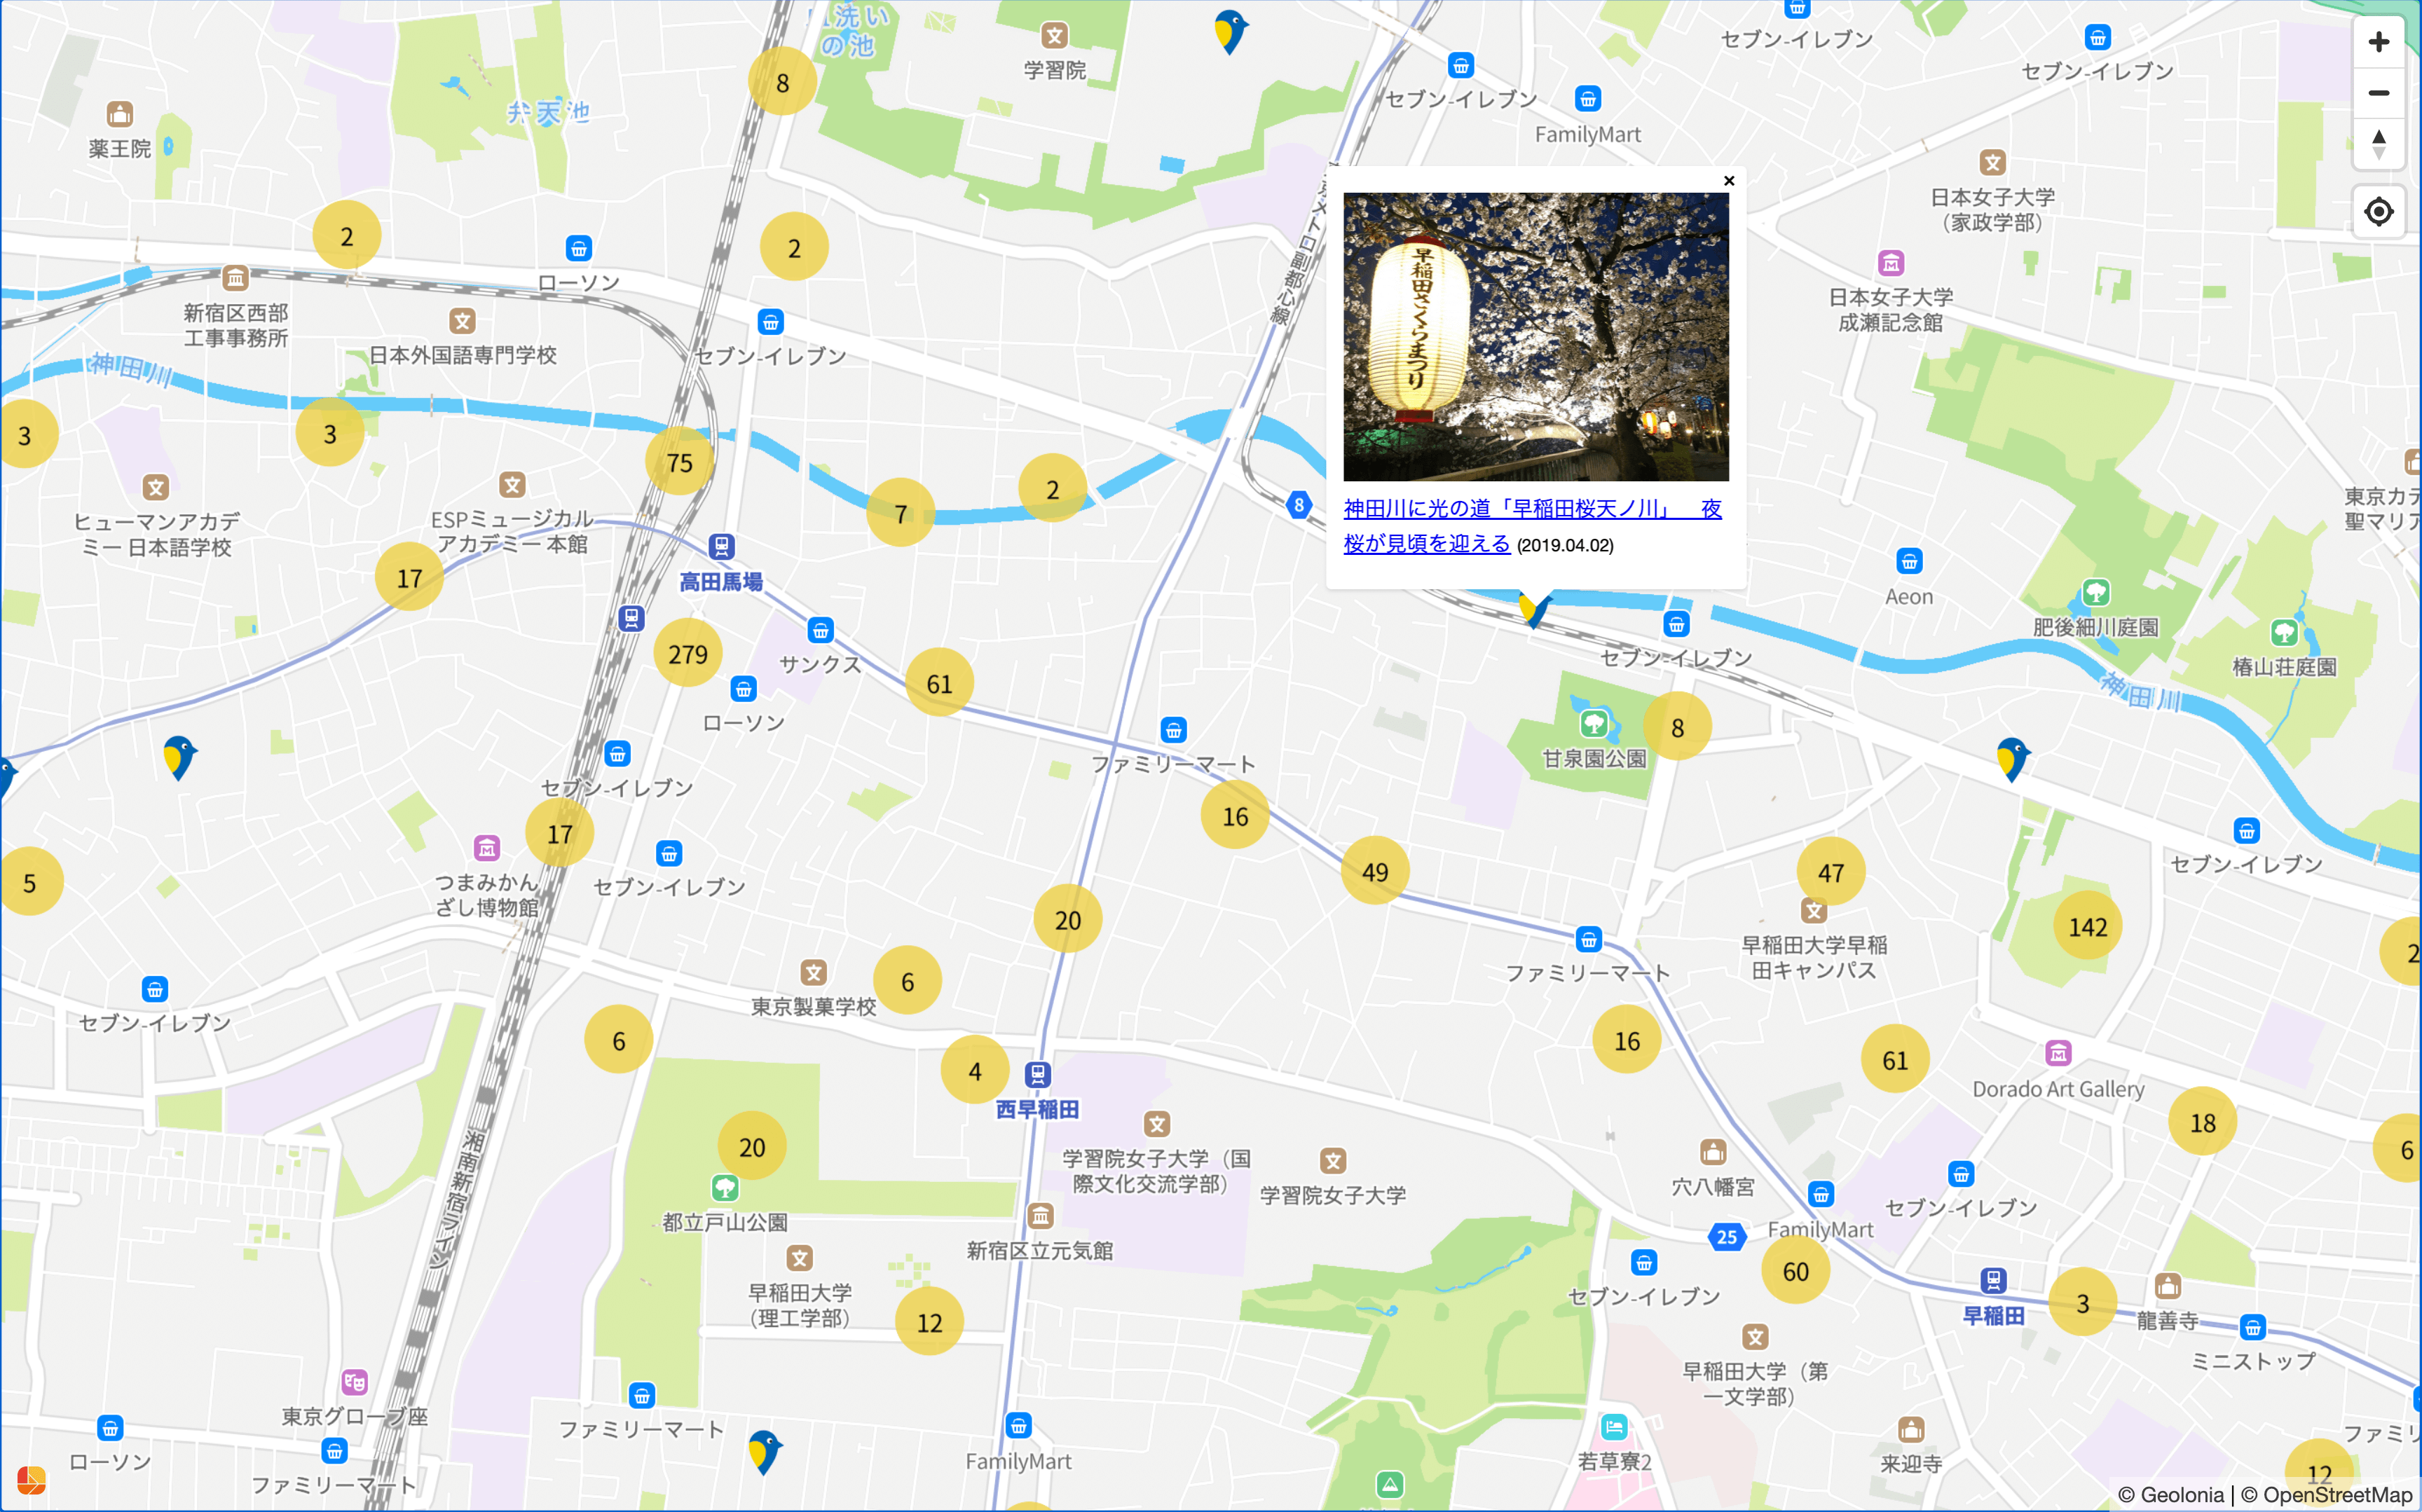 血洗い
の池
学習院
セブン-イレブン
セブン-イレブン
セブン-イレブン
FamilyMart
8
弁天池
薬王院
日本女子大学
(家政学部)
2
2
ローソン
新宿区西部
工事事務所
日本外国語専門学校
セブン-イレブン
副都心線
早稲田さくらまつり
×
日本女子大学
成瀬記念館
神田川
3
3
75
7
2
8
神田川に光の道「早稲田桜天ノ川」　夜
桜が見頃を迎える (2019.04.02)
ヒューマンアカデ
ミー 日本語学校
ESPミュージカル
アカデミー 本館
東京カテ
聖マリア
17
高田馬場
Aeon
肥後細川庭園
椿山荘庭園
神田川
279
サンクス
61
ローソン
セブン-イレブン
甘泉園公園
8
ファミリーマート
セブン-イレブン
17
16
49
47
5
つまみかん
ざし博物館
セブン-イレブン
セブン-イレブン
20
142
2
早稲田大学早稲
田キャンパス
ファミリーマート
セブン-イレブン
東京製菓学校
6
6
4
16
61
西早稲田
Dorado Art Gallery
18
6
20
都立戸山公園
湘南新宿ライン
学習院女子大学（国
際文化交流学部）
学習院女子大学
穴八幡宮
セブン-イレブン
25
FamilyMart
新宿区立元気館
60
セブン-イレブン
早稲田大学
（理工学部）
12
早稲田
3
龍善寺
ミニストップ
早稲田大学（第
一文学部）
東京グローブ座
ファミリーマート
ローソン
ファミリーマート
FamilyMart
若草寮2
来迎寺
ファミリ
12
© Geolonia | © OpenStreetMap